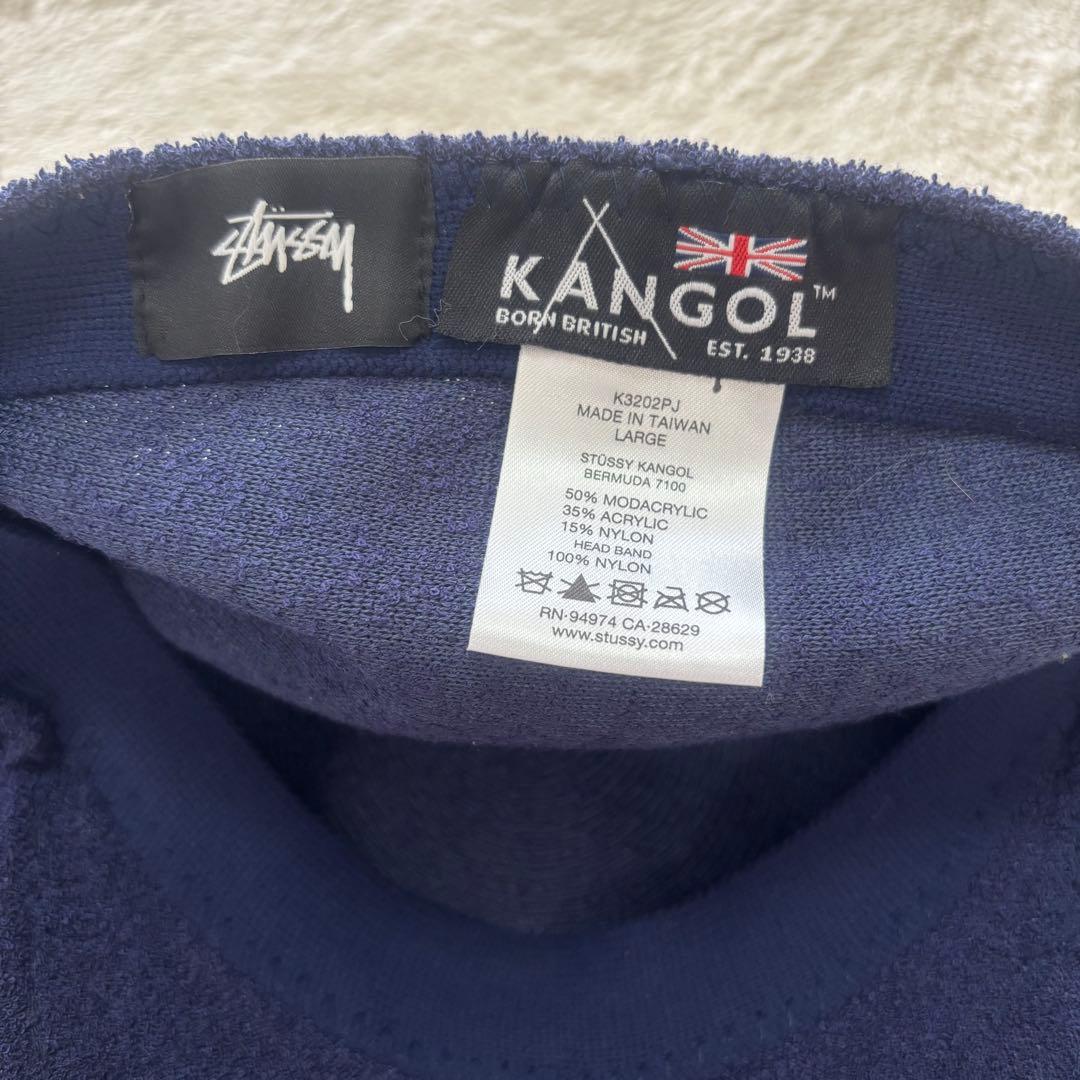 STÜSSY
KANGOL™
BORN BRITISH
EST. 1938
K3202PJ
MADE IN TAIWAN
LARGE
STÜSSY KANGOL
BERMUDA 7100
50% MODACRYLIC
35% ACRYLIC
15% NYLON
HEAD BAND
100% NYLON
RN·94974 CA·28629
www.stussy.com